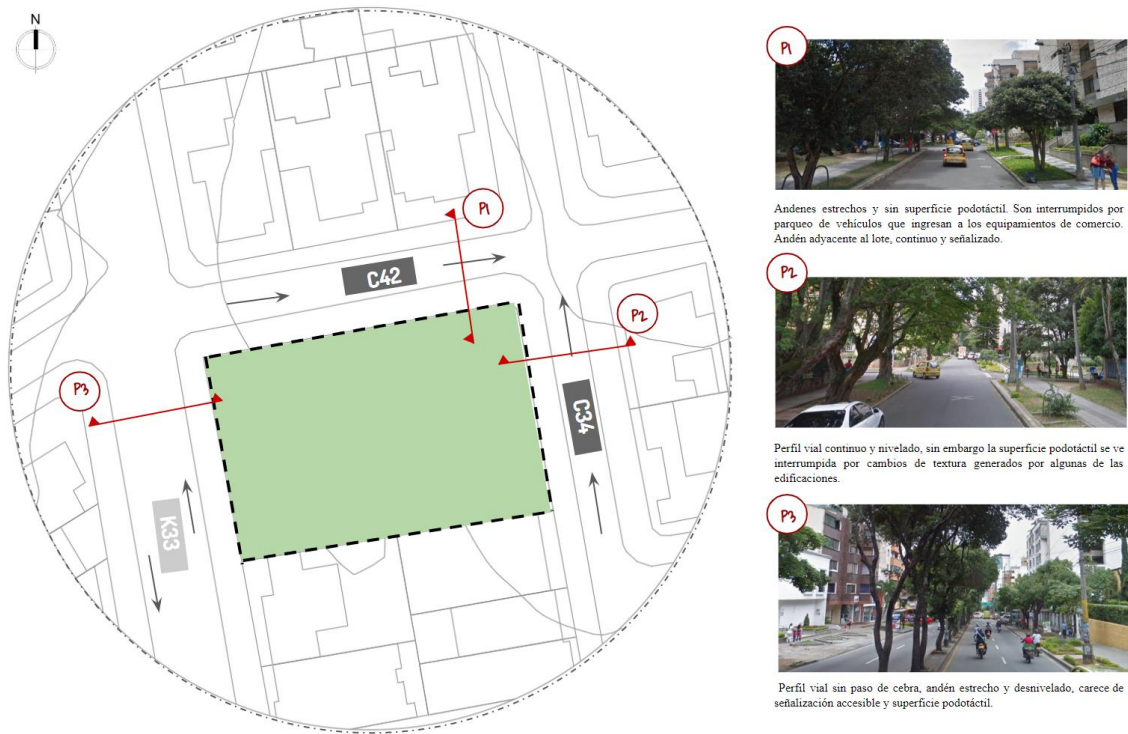 N
P1
C42
P2
C34
P3
K33
P1
Andenes estrechos y sin superficie podotáctil. Son interrumpidos por
parqueo de vehículos que ingresan a los equipamientos de comercio.
Andén adyacente al lote, continuo y señalizado.
P2
Perfil vial continuo y nivelado, sin embargo la superficie podotáctil se ve
interrumpida por cambios de textura generados por algunas de las
edificaciones.
P3
Perfil vial sin paso de cebra, andén estrecho y desnivelado, carece de
señalización accesible y superficie podotáctil.